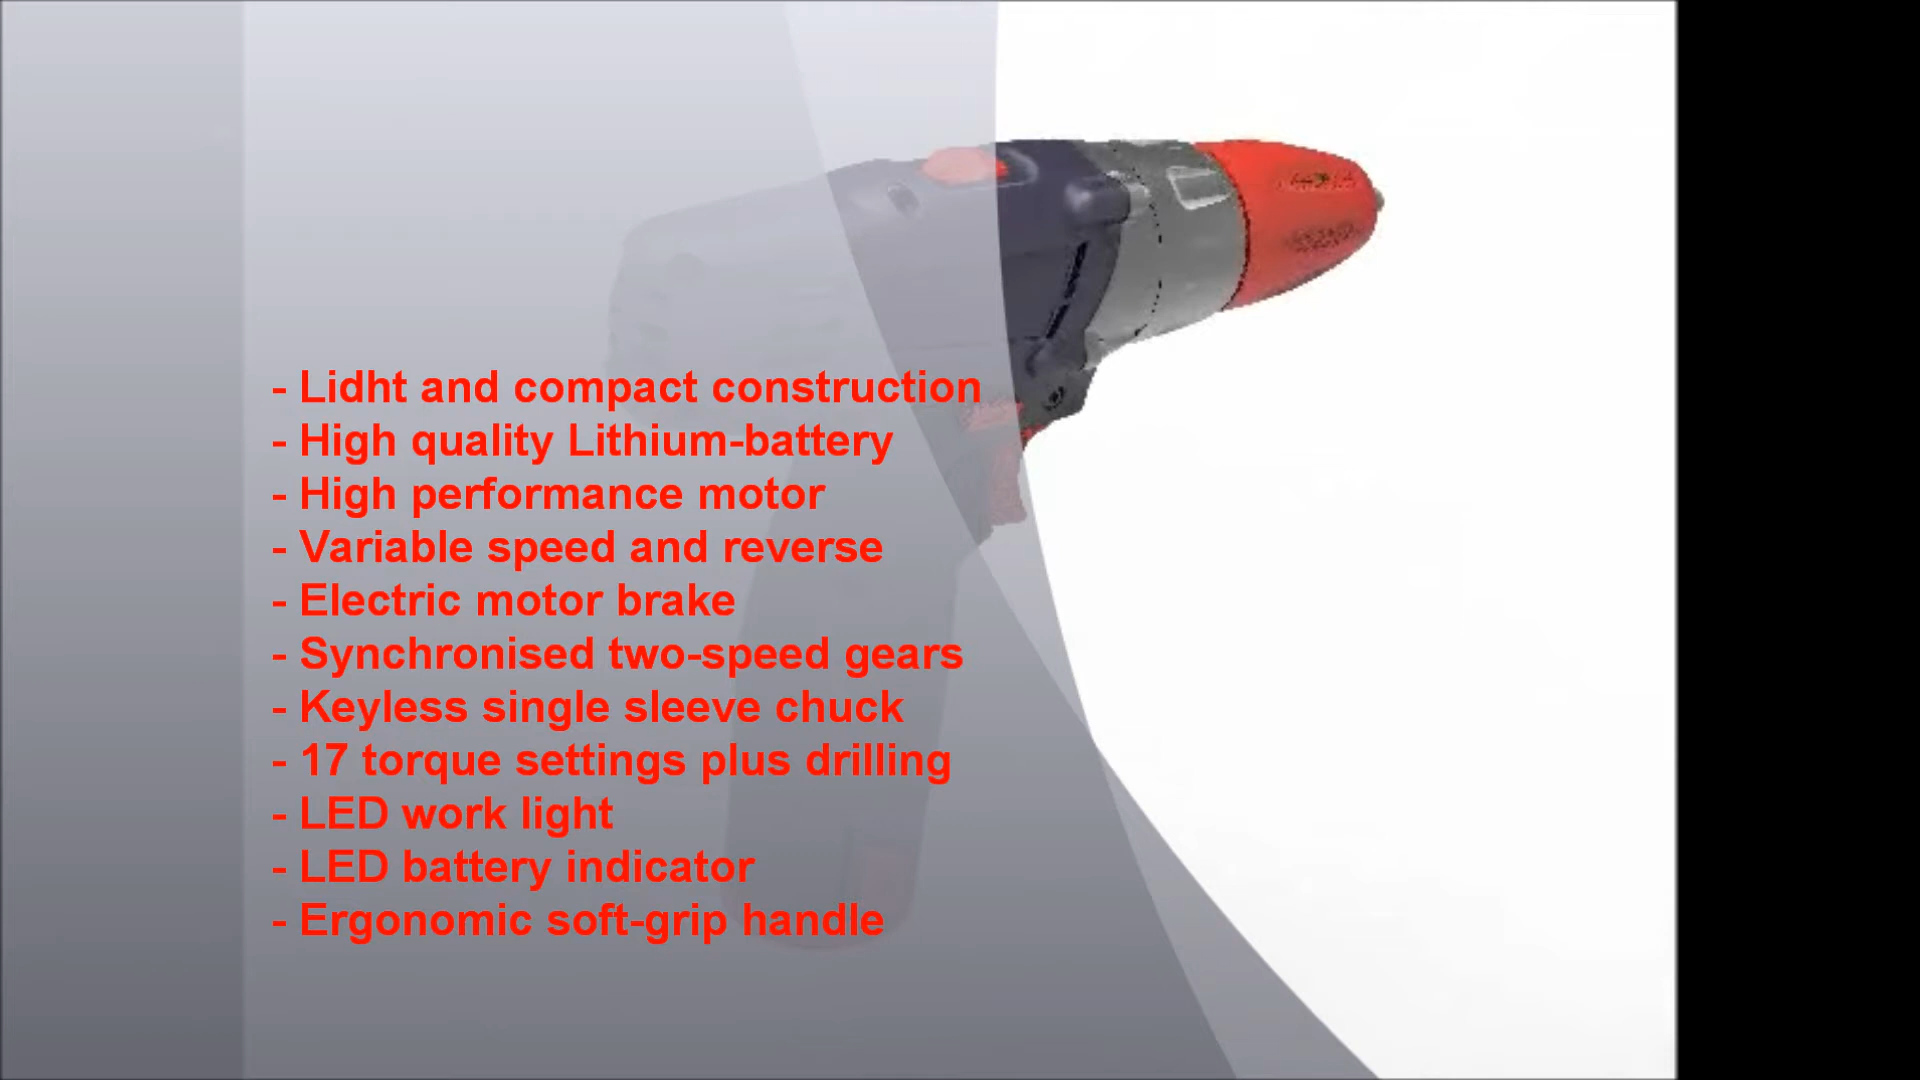 - Lidht and compact construction
- High quality Lithium-battery
- High performance motor
- Variable speed and reverse
- Electric motor brake
- Synchronised two-speed gears
- Keyless single sleeve chuck
- 17 torque settings plus drilling
- LED work light
- LED battery indicator
- Ergonomic soft-grip handle